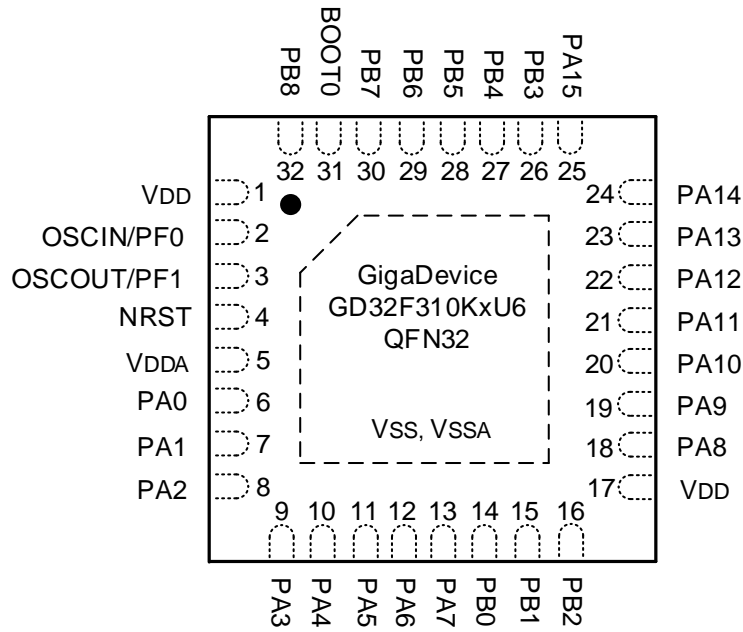 PB8
BOOT0
PB7
PB6
PB5
PB4
PB3
PA15
32
31
30
29
28
27
26
25
VDD 1
OSCIN/PF0 2
OSCOUT/PF1 3
NRST 4
VDDA 5
PA0 6
PA1 7
PA2 8
GigaDevice
GD32F310KxU6
QFN32
VSS, VSSA
24 PA14
23 PA13
22 PA12
21 PA11
20 PA10
19 PA9
18 PA8
17 VDD
9
10
11
12
13
14
15
16
PA3
PA4
PA5
PA6
PA7
PB0
PB1
PB2